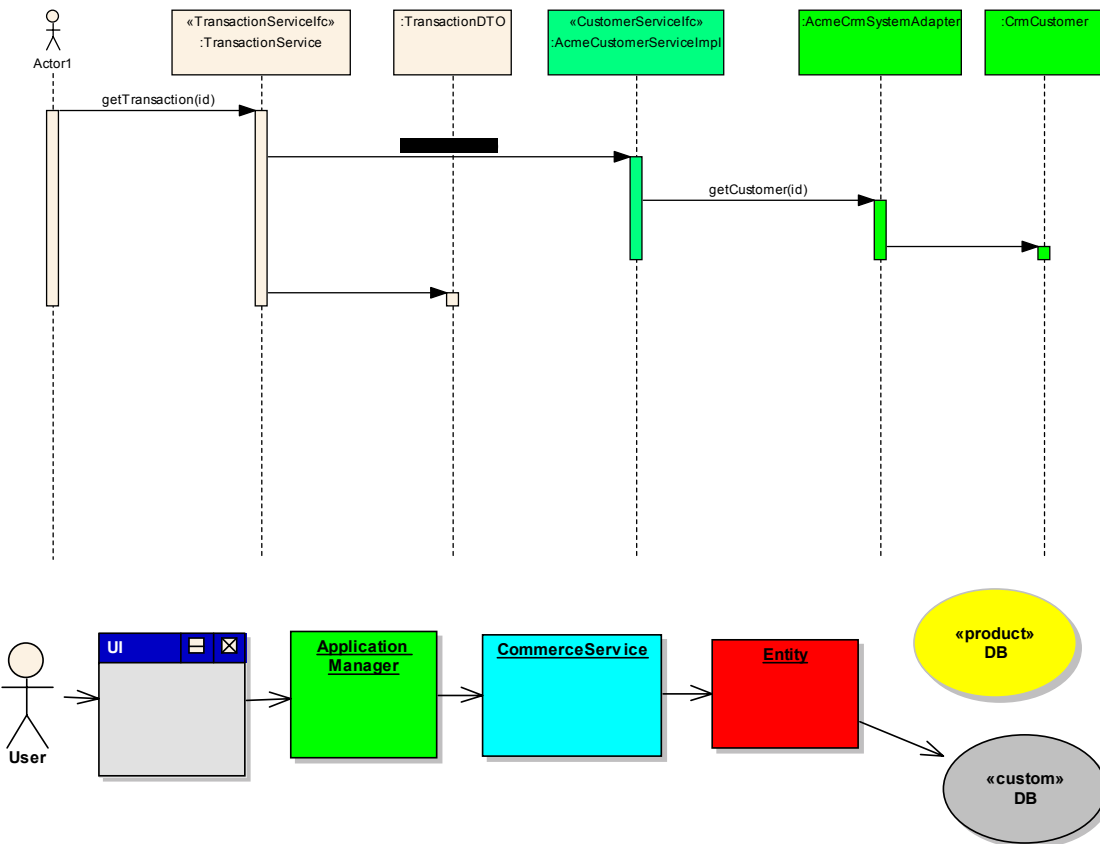 «TransactionServiceIfc»
:TransactionService
:TransactionDTO
«CustomerServiceIfc»
:AcmeCustomerServiceImpl
:AcmeCrmSystemAdapter
:CrmCustomer
Actor1
getTransaction(id)
getCustomer(id)
UI
Application
Manager
CommerceService
Entity
«product»
DB
User
«custom»
DB